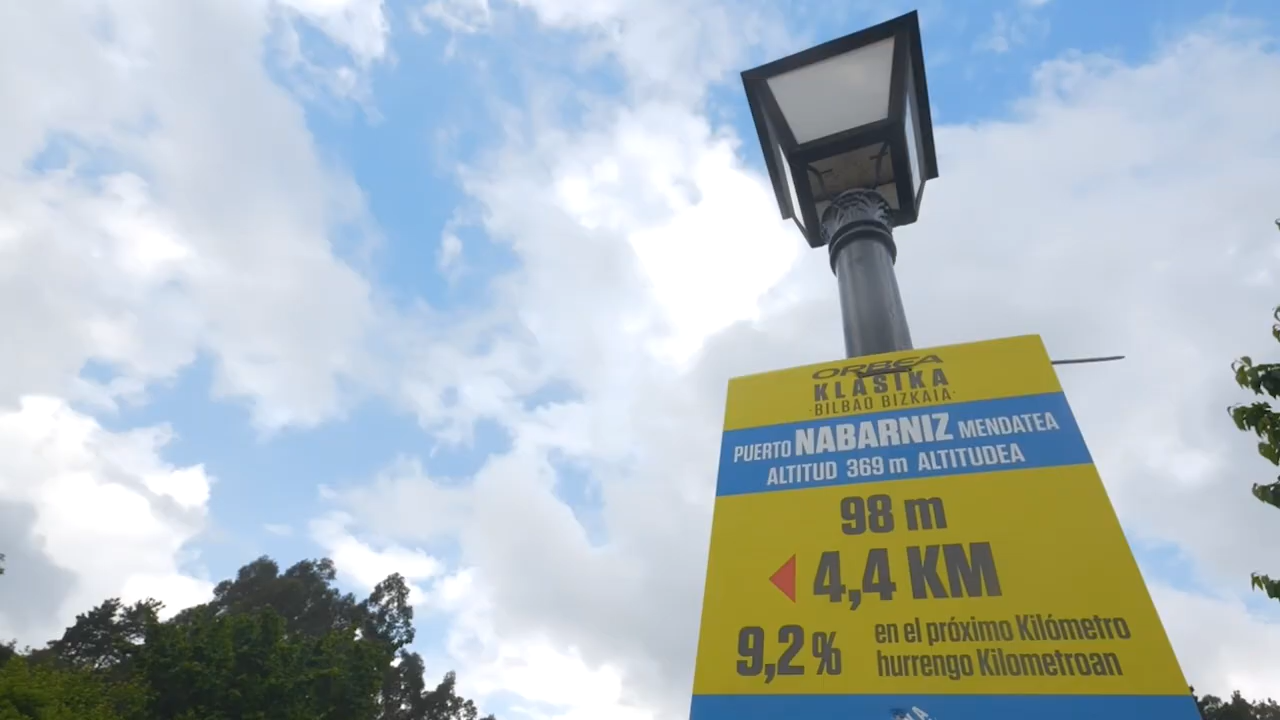 ORBEA
KLASIKA
·BILBAO BIZKAIA·
PUERTO NABARNIZ MENDATEA
ALTITUD 369 m ALTITUDEA
98 m
4,4 KM
9,2% en el próximo Kilómetro
hurrengo Kilometroan